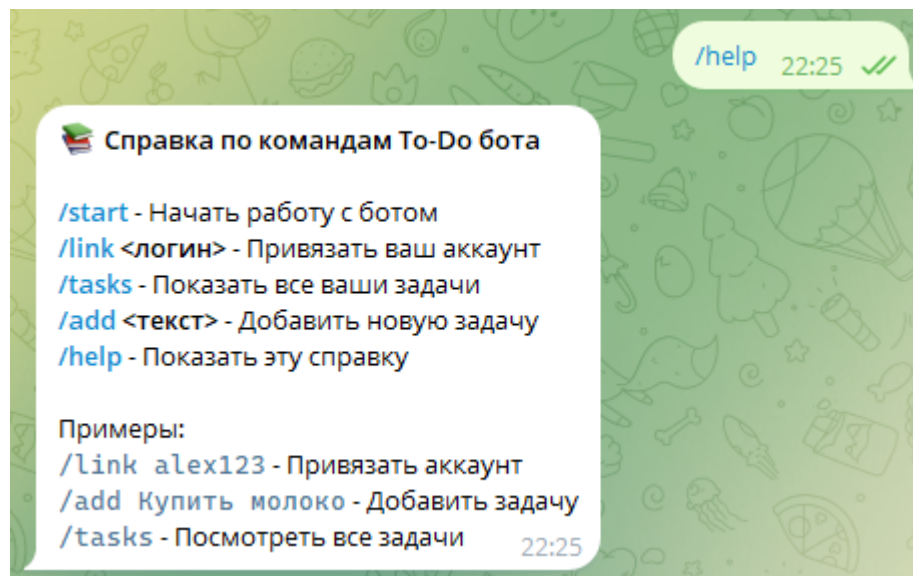 /help 22:25
Справка по командам To-Do бота
/start - Начать работу с ботом
/link <логин> - Привязать ваш аккаунт
/tasks - Показать все ваши задачи
/add <текст> - Добавить новую задачу
/help - Показать эту справку
Примеры:
/link alex123 - Привязать аккаунт
/add Купить молоко - Добавить задачу
/tasks - Посмотреть все задачи
22:25